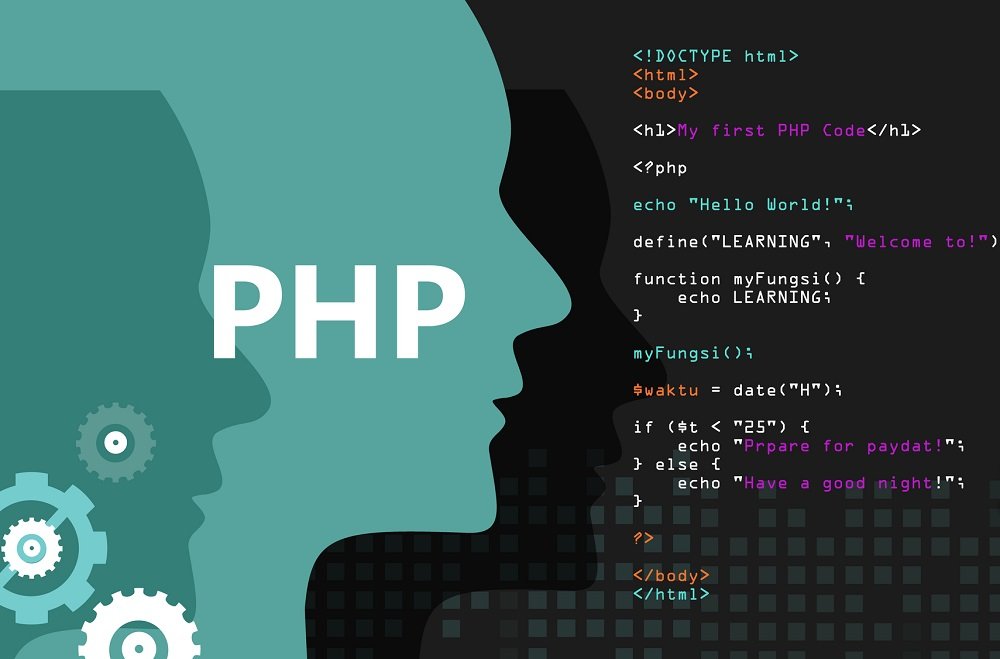 PHP
<!DOCTYPE html>
<html>
<body>
<h1>My first PHP Code</h1>
<?php
echo "Hello World!";
define("LEARNING", "Welcome to!")
function myFungsi() {
echo LEARNING;
}
myFungsi();
$waktu = date("H");
if ($t < "25") {
echo "Prpare for paydat!";
} else {
echo "Have a good night!";
}
?>
</body>
</html>